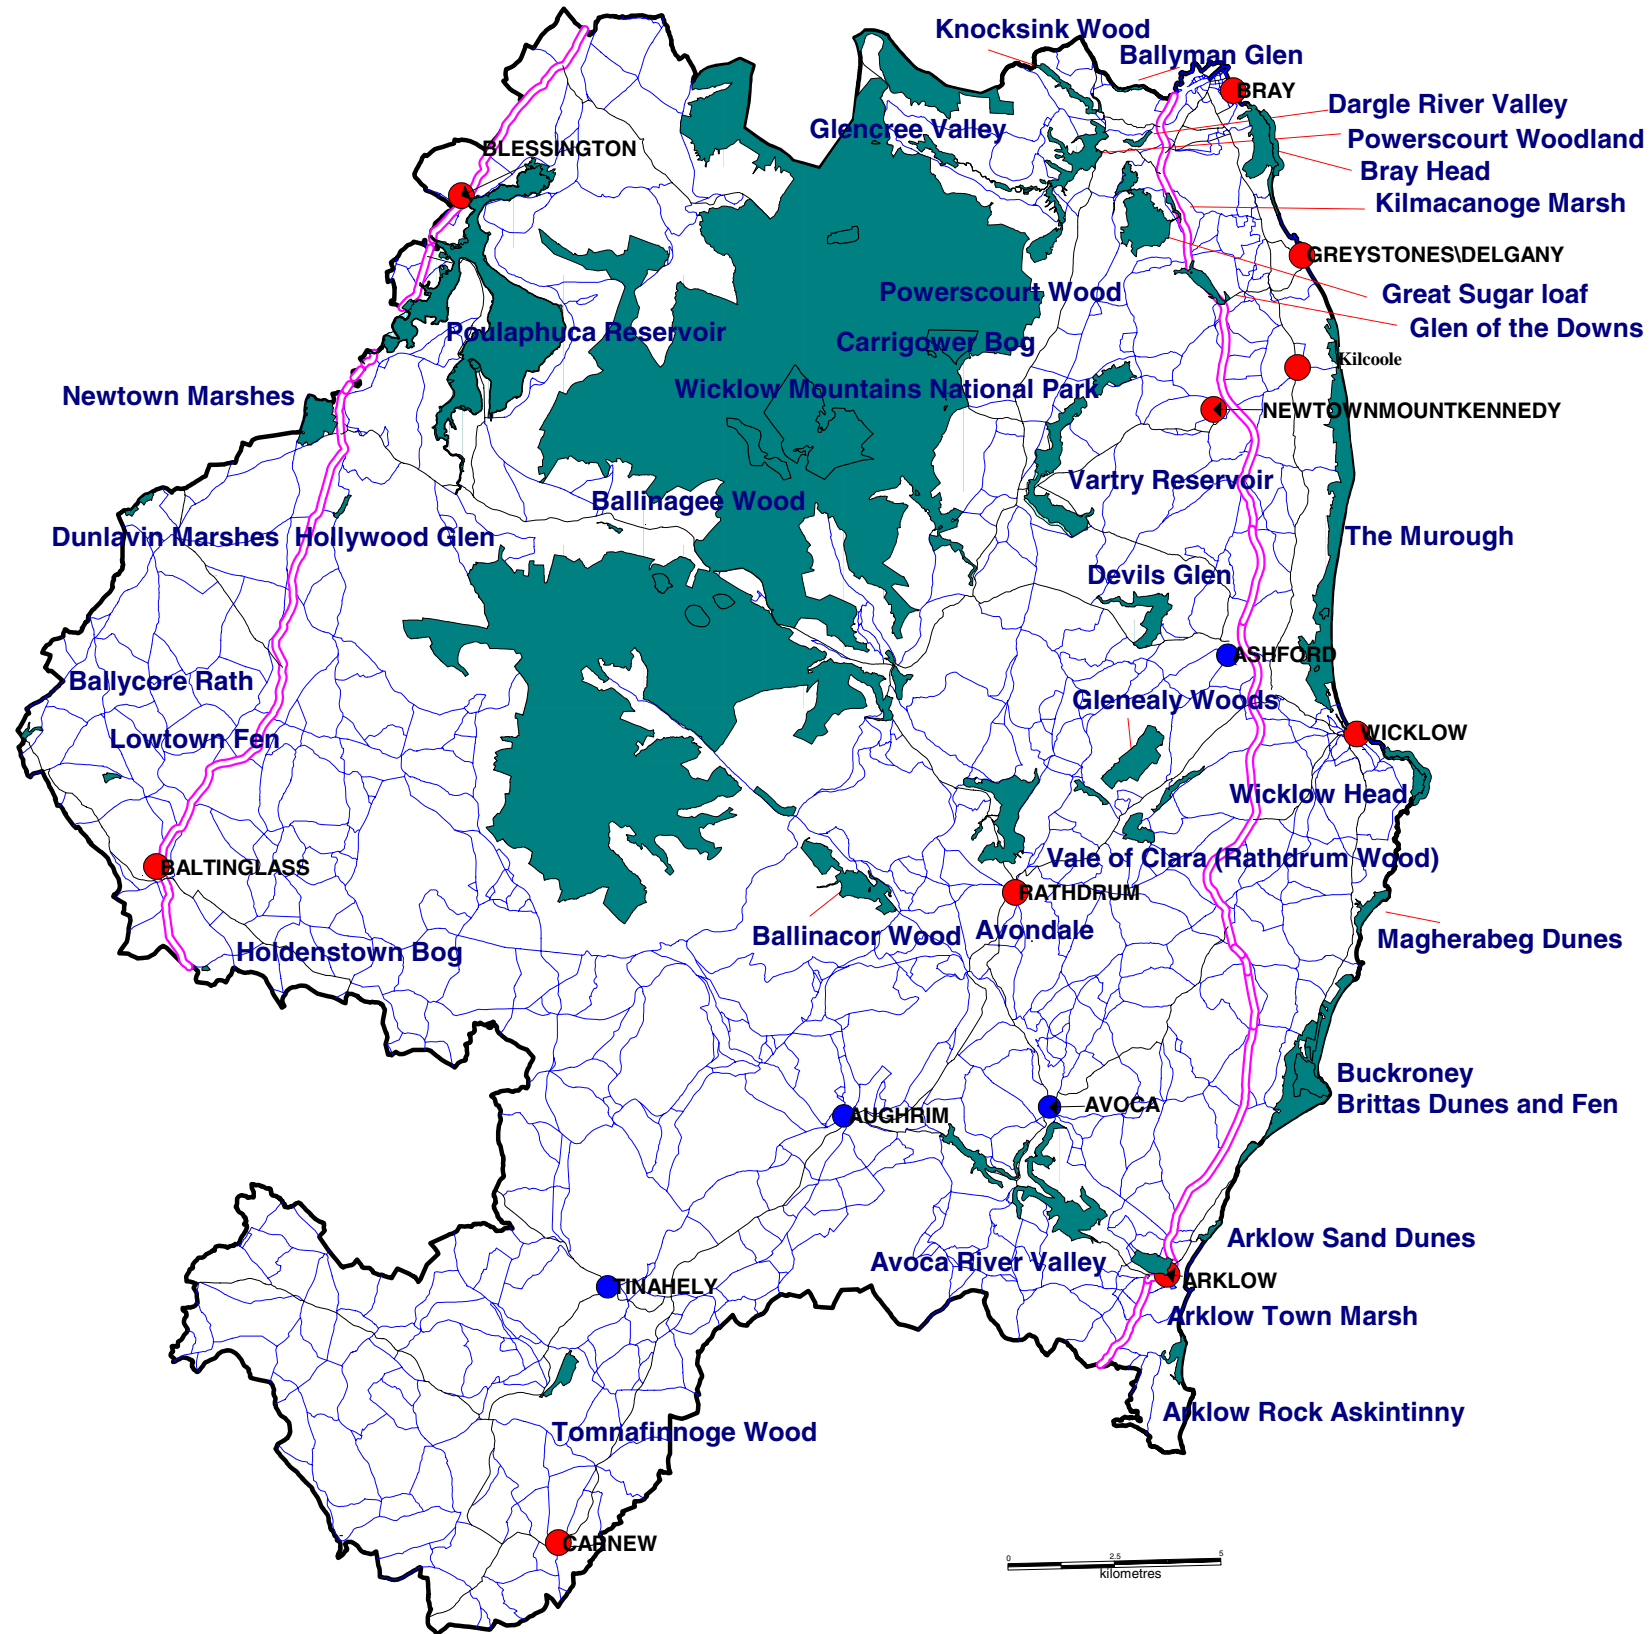 Knocksink Wood
Ballyman Glen
BRAY
Dargle River Valley
Glencree Valley
Powerscourt Woodland
BLESSINGTON
Bray Head
Kilmacanoge Marsh
GREYSTONES\DELGANY
Powerscourt Wood
Great Sugar loaf
Glen of the Downs
Poulaphuca Reservoir
Carrigower Bog
Kilcoole
Wicklow Mountains National Park
Newtown Marshes
NEWTOWNMOUNTKENNEDY
Vartry Reservoir
Ballinagee Wood
Dunlavin Marshes
Hollywood Glen
The Murough
Devils Glen
ASHFORD
Ballycore Rath
Glenealy Woods
WICKLOW
Lowtown Fen
Wicklow Head
Vale of Clara (Rathdrum Wood)
BALTINGLASS
RATHDRUM
Ballinacor Wood
Avondale
Magherabeg Dunes
Holdenstown Bog
Buckroney
Brittas Dunes and Fen
AVOCA
AUGHRIM
Arklow Sand Dunes
Avoca River Valley
ARKLOW
TINAHELY
Arklow Town Marsh
Arklow Rock Askintinny
Tomnafinnoge Wood
CARNEW
0 2.5 5
kilometres